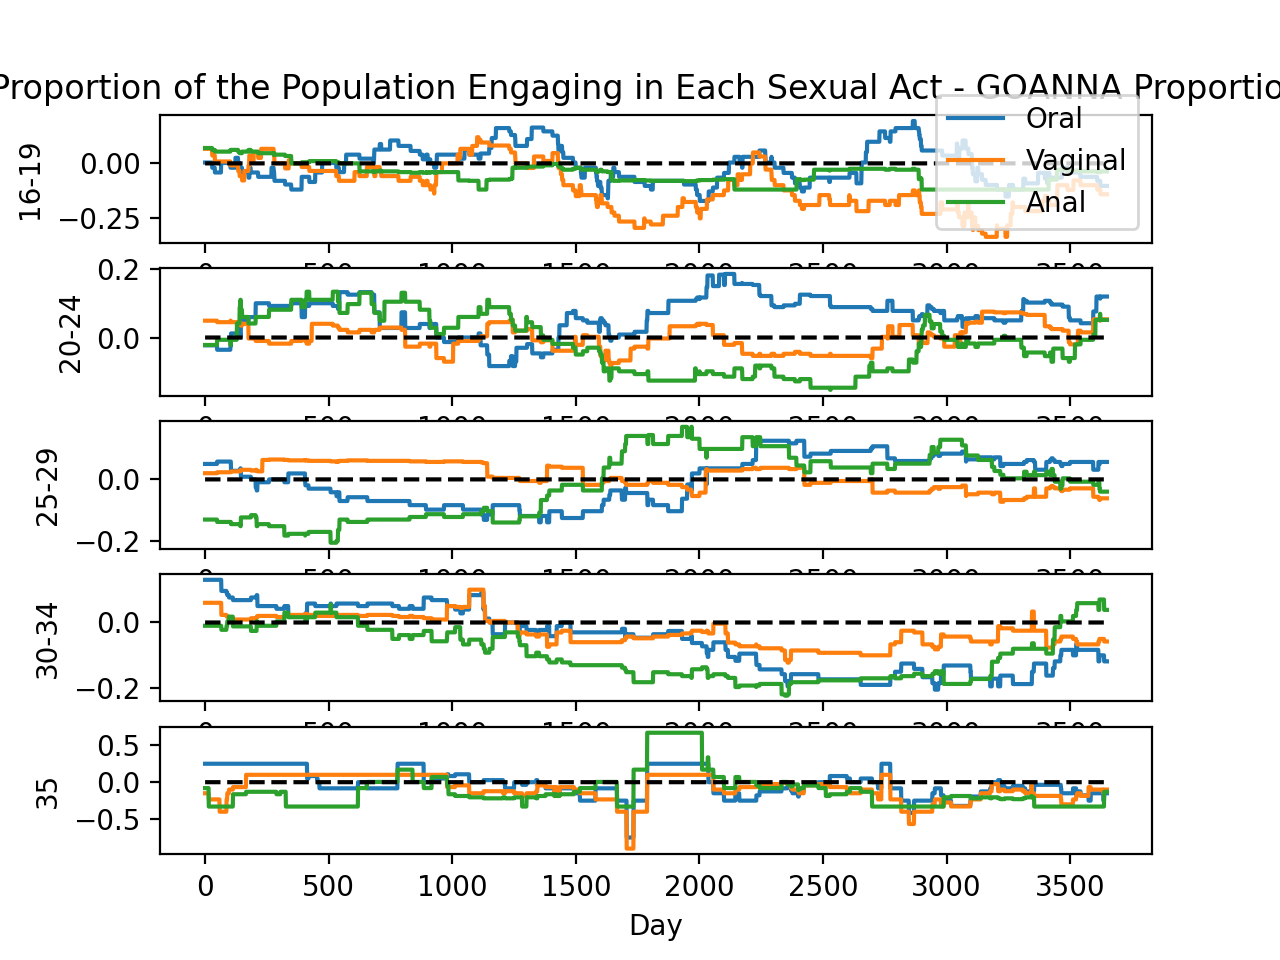 Proportion of the Population Engaging in Each Sexual Act - GOANNA Proportio
Oral
Vaginal
Anal
16-19
0.00
−0.25
20-24
0.2
0.0
25-29
0.0
−0.2
30-34
0.0
−0.2
35
0.5
0.0
−0.5
0 500 1000 1500 2000 2500 3000 3500
Day